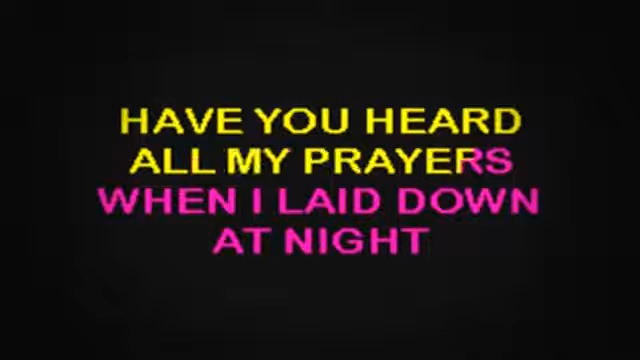 HAVE YOU HEARD
ALL MY PRAYERS
WHEN I LAID DOWN
AT NIGHT